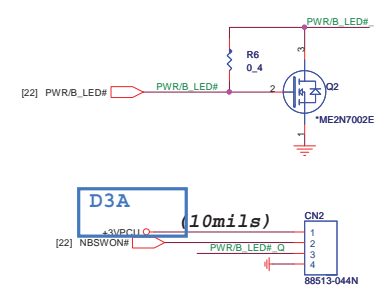 PWR/B_LED#_
R6
0_4
3
[22] PWR/B_LED#
PWR/B_LED#
2
Q2
*ME2N7002E
1
D3A
+3VPCU
(10mils)
CN2
[22] NBSWON#
PWR/B_LED#_Q
1
2
3
4
88513-044N